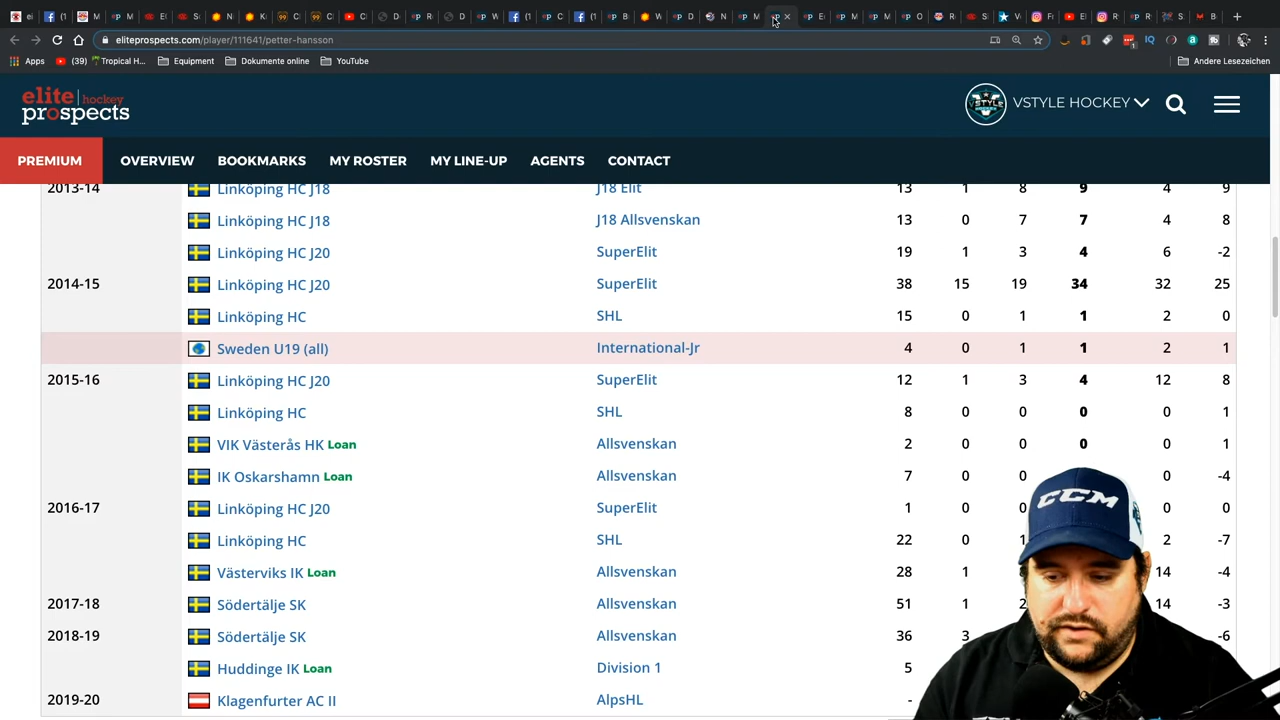 eliteprospects.com/player/111641/petter-hansson
Apps (39) Tropical H... Equipment Dokumente online YouTube Andere Lesezeichen
elite hockey prospects VSTYLE HOCKEY
PREMIUM OVERVIEW BOOKMARKS MY ROSTER MY LINE-UP AGENTS CONTACT
2013-14 Linköping HC J18 J18 Elit 13 1 8 9 4 9
Linköping HC J18 J18 Allsvenskan 13 0 7 7 4 8
Linköping HC J20 SuperElit 19 1 3 4 6 -2
2014-15 Linköping HC J20 SuperElit 38 15 19 34 32 25
Linköping HC SHL 15 0 1 1 2 0
Sweden U19 (all) International-Jr 4 0 1 1 2 1
2015-16 Linköping HC J20 SuperElit 12 1 3 4 12 8
Linköping HC SHL 8 0 0 0 0 1
VIK Västerås HK Loan Allsvenskan 2 0 0 0 0 1
IK Oskarshamn Loan Allsvenskan 7 0 0 0 -4
2016-17 Linköping HC J20 SuperElit 1 0 0 0 0
Linköping HC SHL 22 0 1 2 -7
Västerviks IK Loan Allsvenskan 28 1 14 -4
2017-18 Södertälje SK Allsvenskan 51 1 2 14 -3
2018-19 Södertälje SK Allsvenskan 36 3 -6
Huddinge IK Loan Division 1 5
2019-20 Klagenfurter AC II AlpsHL -
CCM
VSTYLE